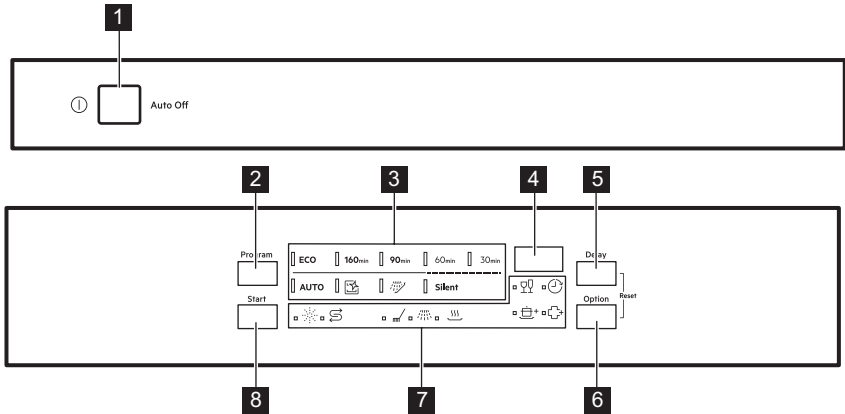 1
Auto Off
2 3 4 5
Program Delay
ECO 160min 90min 60min 30min
AUTO Silent
Start Option Reset
8 7 6